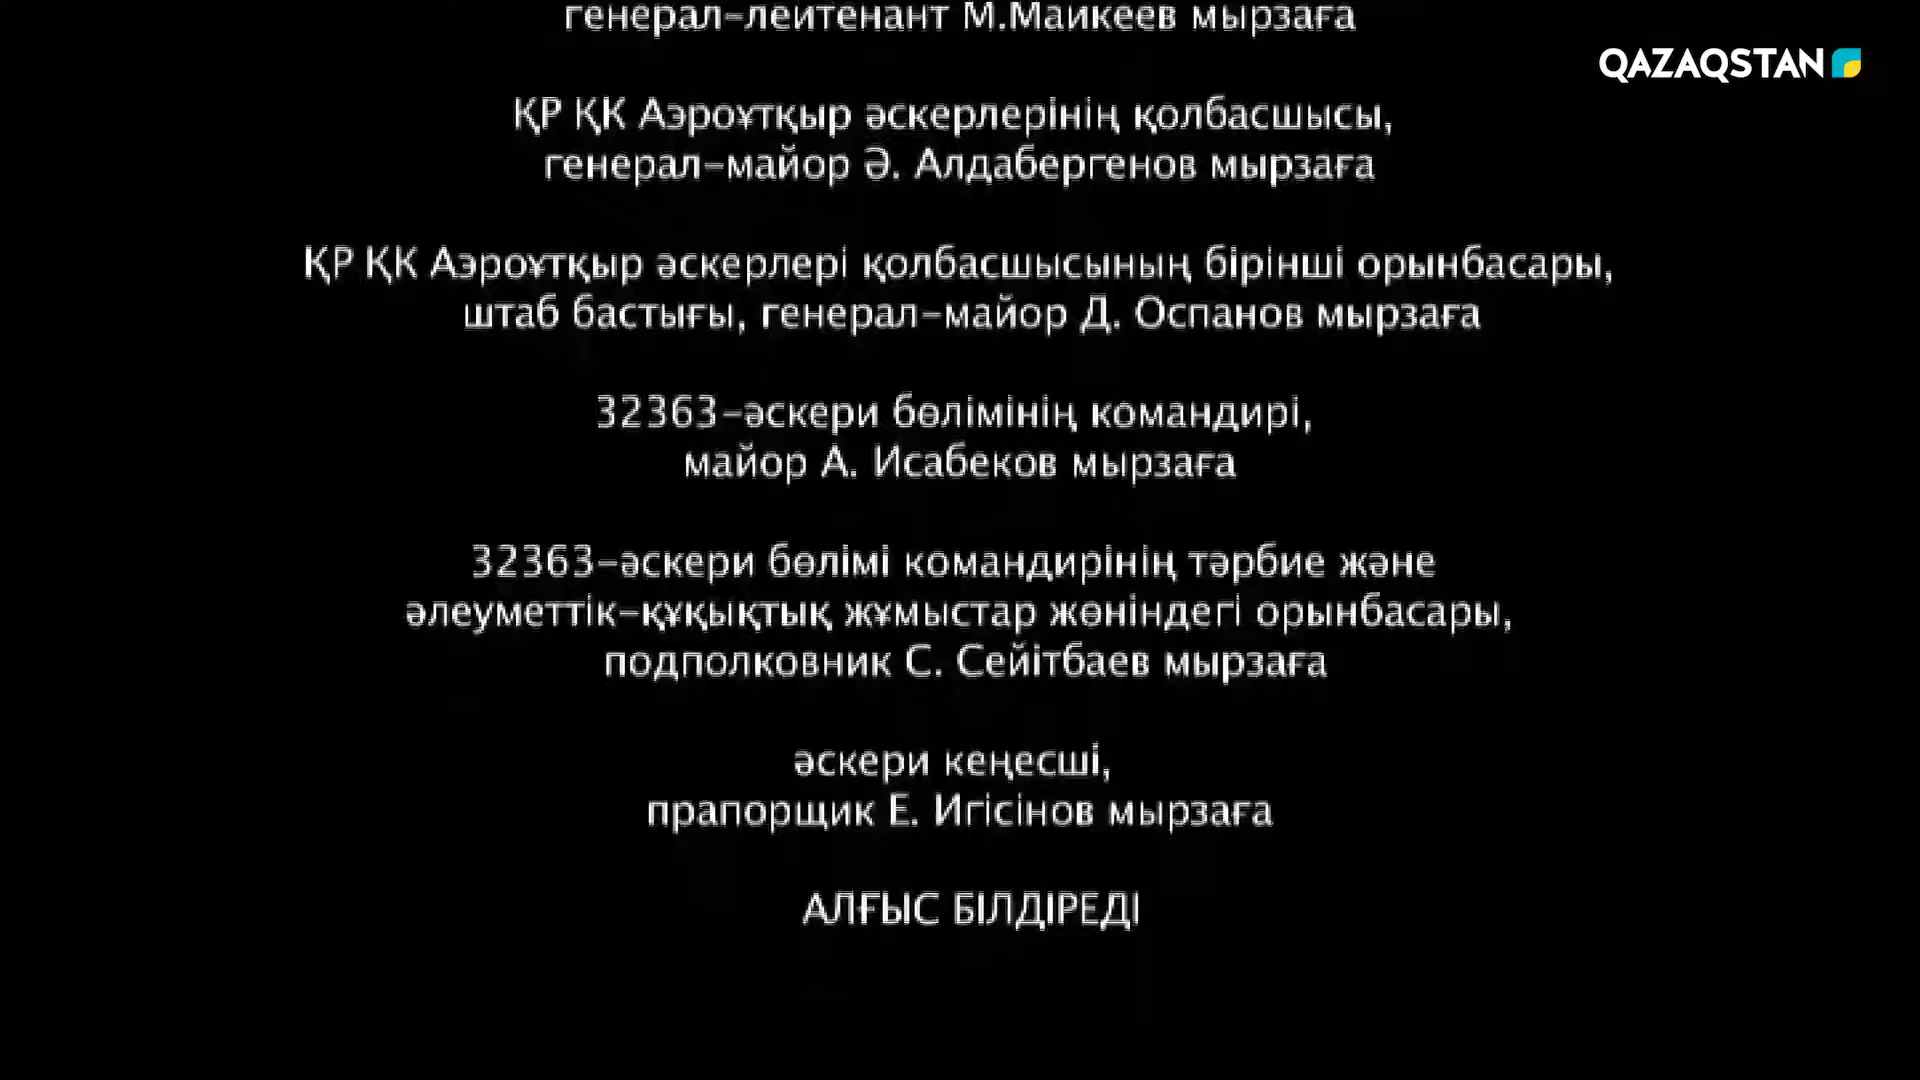 генерал-лейтенант М.Майкеев мырзаға
QAZAQSTAN
ҚР ҚК Аэроұтқыр әскерлерінің қолбасшысы,
генерал-майор Ә. Алдабергенов мырзаға
ҚР ҚК Аэроұтқыр әскерлері қолбасшысының бірінші орынбасары,
штаб бастығы, генерал-майор Д. Оспанов мырзаға
32363-әскери бөлімінің командирі,
майор А. Исабеков мырзаға
32363-әскери бөлімі командирінің тәрбие және
әлеуметтік-құқықтық жұмыстар жөніндегі орынбасары,
подполковник С. Сейітбаев мырзаға
әскери кеңесші,
прапорщик Е. Игісінов мырзаға
АЛҒЫС БІЛДІРЕДІ